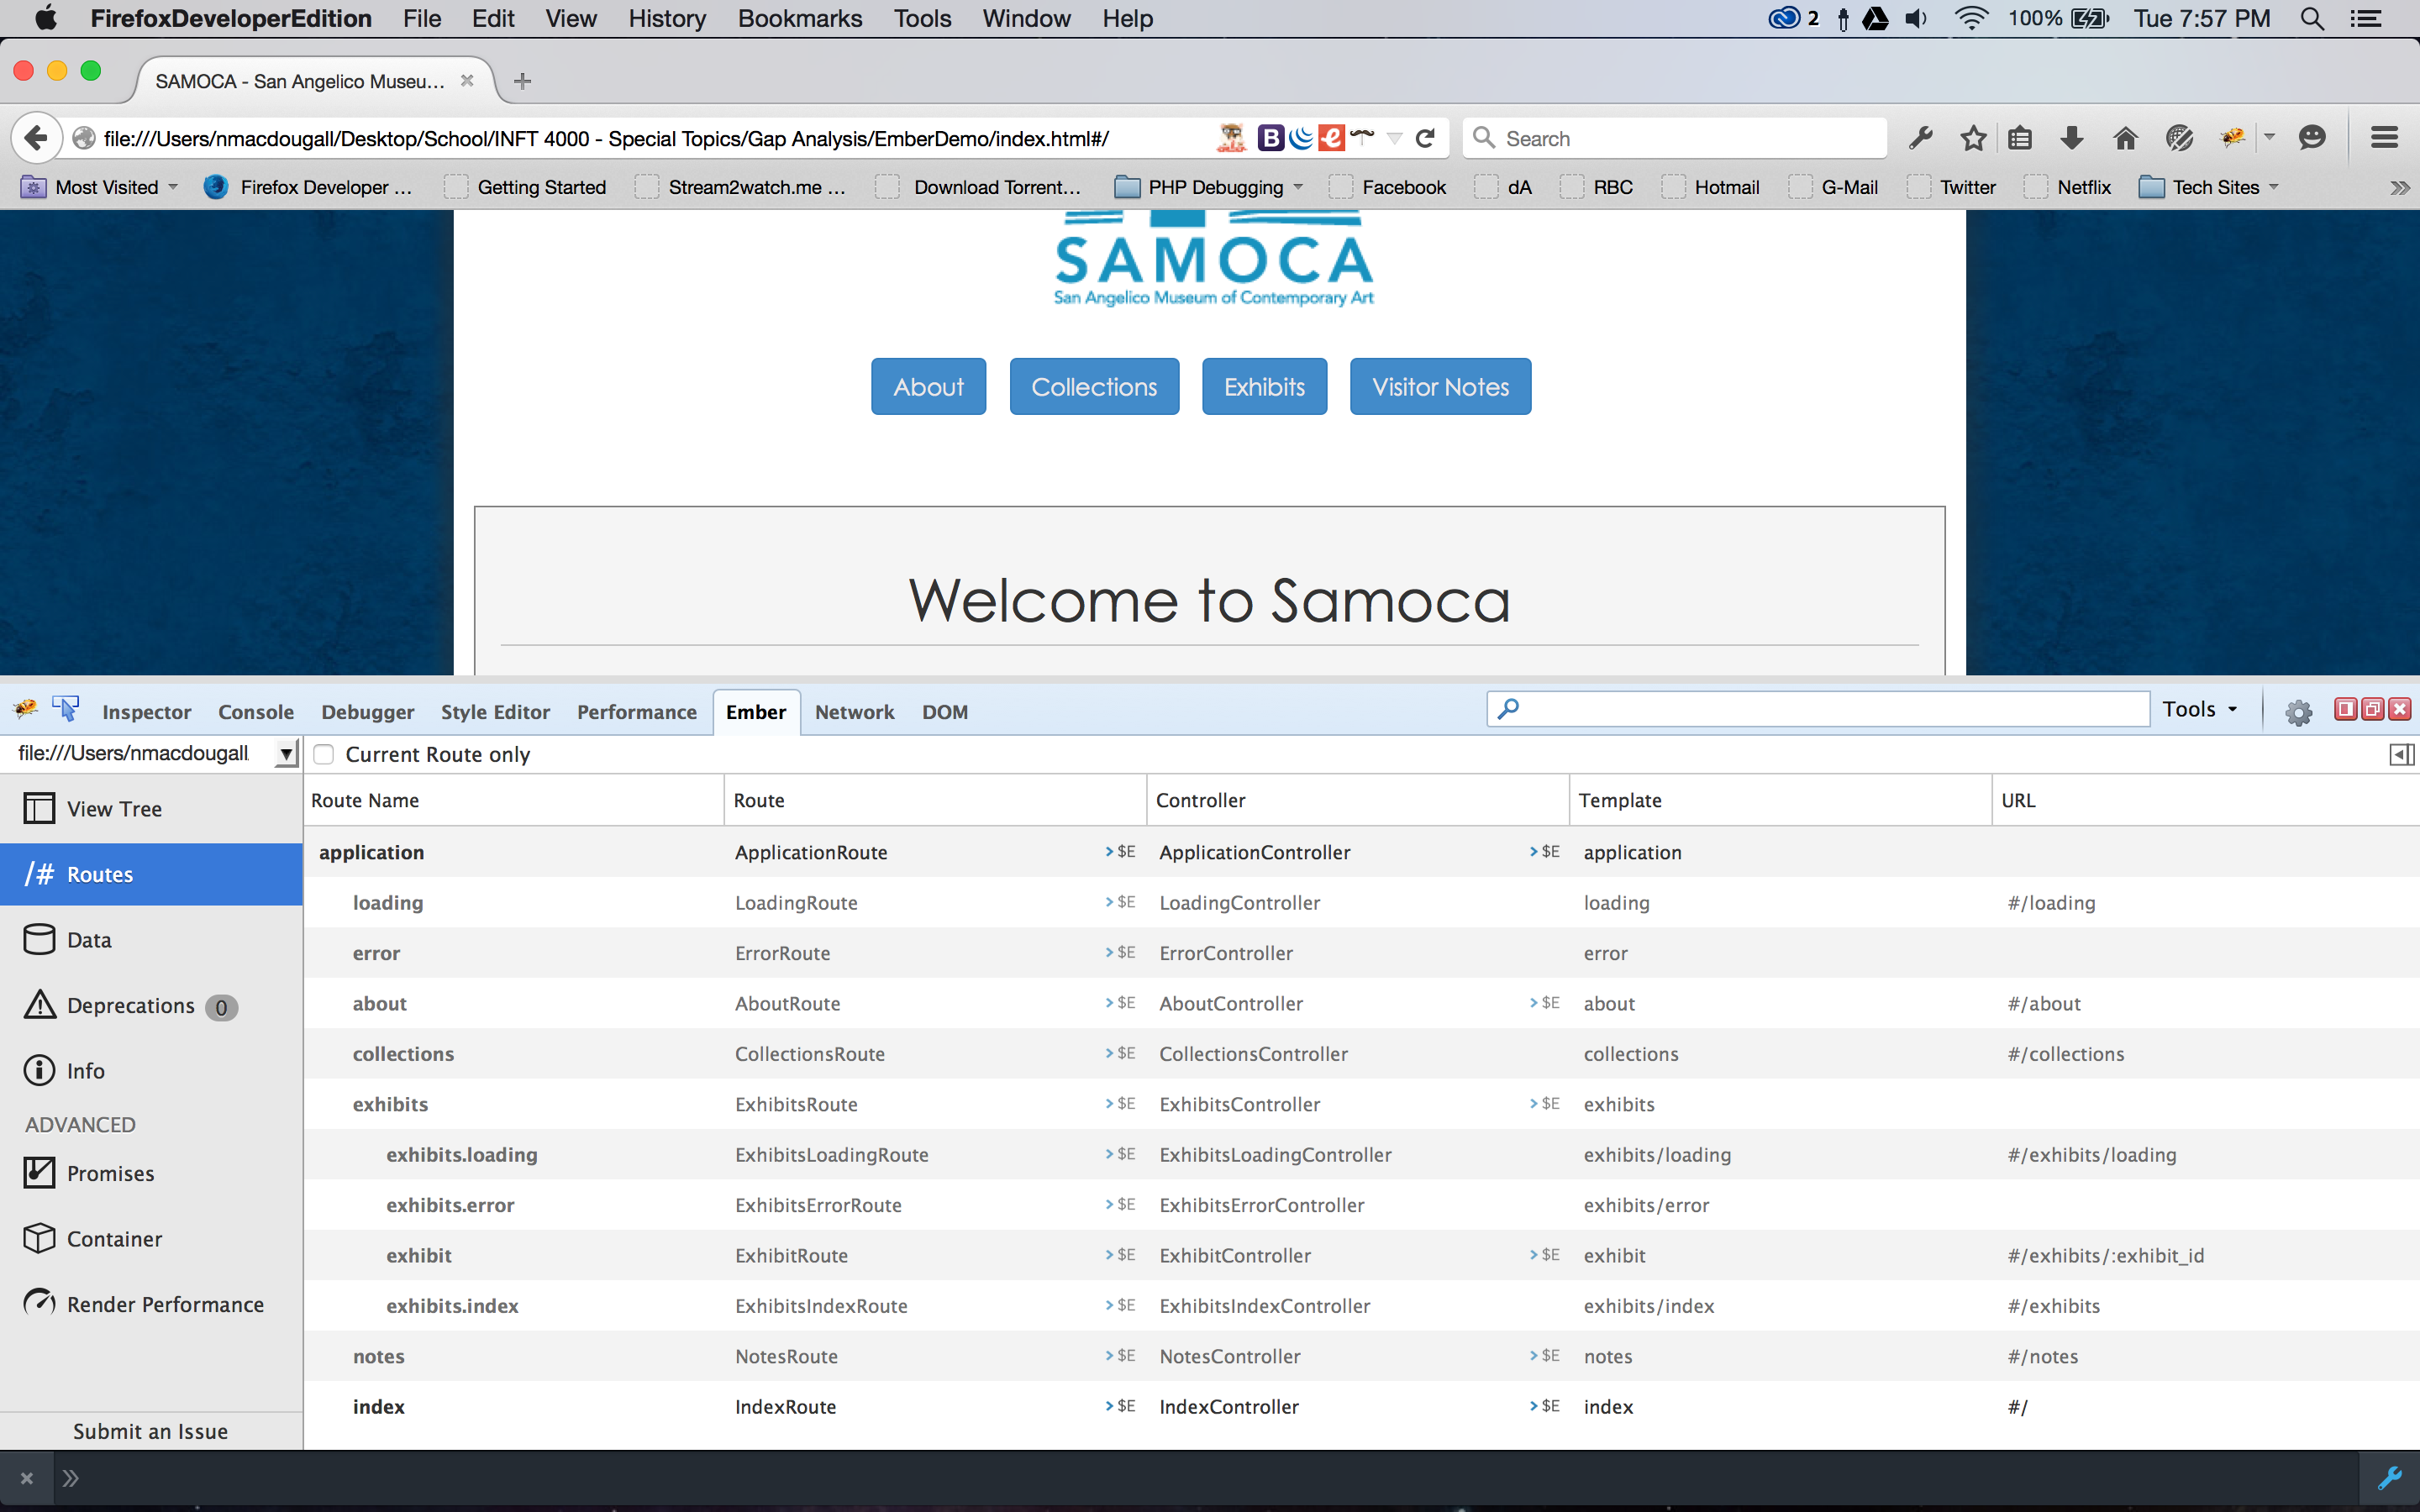 FirefoxDeveloperEdition File Edit View History Bookmarks Tools Window Help 2 100% Tue 7:57 PM
SAMOCA - San Angelico Museu...
file:///Users/nmacdougall/Desktop/School/INFT 4000 - Special Topics/Gap Analysis/EmberDemo/index.html#/ B e Search
Most Visited Firefox Developer ... Getting Started Stream2watch.me ... Download Torrent... PHP Debugging Facebook dA RBC Hotmail G-Mail Twitter Netflix Tech Sites
SAMOCA
San Angelico Museum of Contemporary Art
About Collections Exhibits Visitor Notes
Welcome to Samoca
Inspector Console Debugger Style Editor Performance Ember Network DOM Tools
file:///Users/nmacdougall Current Route only
Route Name Route Controller Template URL
application ApplicationRoute >$E ApplicationController >$E application
loading LoadingRoute >$E LoadingController loading #/loading
error ErrorRoute >$E ErrorController error
about AboutRoute >$E AboutController >$E about #/about
collections CollectionsRoute >$E CollectionsController collections #/collections
exhibits ExhibitsRoute >$E ExhibitsController >$E exhibits
exhibits.loading ExhibitsLoadingRoute >$E ExhibitsLoadingController exhibits/loading #/exhibits/loading
exhibits.error ExhibitsErrorRoute >$E ExhibitsErrorController exhibits/error
exhibit ExhibitRoute >$E ExhibitController >$E exhibit #/exhibits/:exhibit_id
exhibits.index ExhibitsIndexRoute >$E ExhibitsIndexController exhibits/index #/exhibits
notes NotesRoute >$E NotesController >$E notes #/notes
index IndexRoute >$E IndexController >$E index #/
View Tree
/# Routes
Data
Deprecations 0
Info
ADVANCED
Promises
Container
Render Performance
Submit an Issue